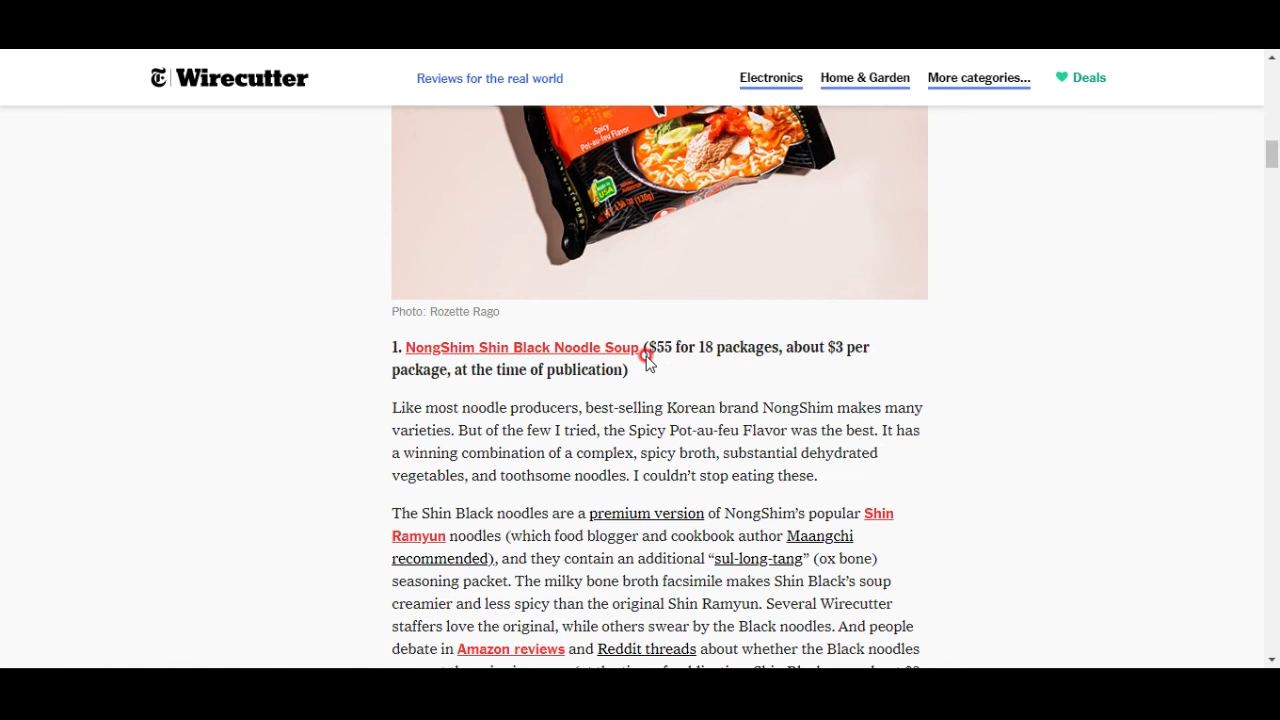 Wirecutter
Reviews for the real world
Electronics
Home & Garden
More categories...
Deals
Spicy
Pot-au-feu Flavor
MADE IN
USA
Photo: Rozette Rago
1. NongShim Shin Black Noodle Soup ($55 for 18 packages, about $3 per
package, at the time of publication)
Like most noodle producers, best-selling Korean brand NongShim makes many
varieties. But of the few I tried, the Spicy Pot-au-feu Flavor was the best. It has
a winning combination of a complex, spicy broth, substantial dehydrated
vegetables, and toothsome noodles. I couldn’t stop eating these.
The Shin Black noodles are a premium version of NongShim’s popular Shin
Ramyun noodles (which food blogger and cookbook author Maangchi
recommended), and they contain an additional “sul-long-tang” (ox bone)
seasoning packet. The milky bone broth facsimile makes Shin Black’s soup
creamier and less spicy than the original Shin Ramyun. Several Wirecutter
staffers love the original, while others swear by the Black noodles. And people
debate in Amazon reviews and Reddit threads about whether the Black noodles